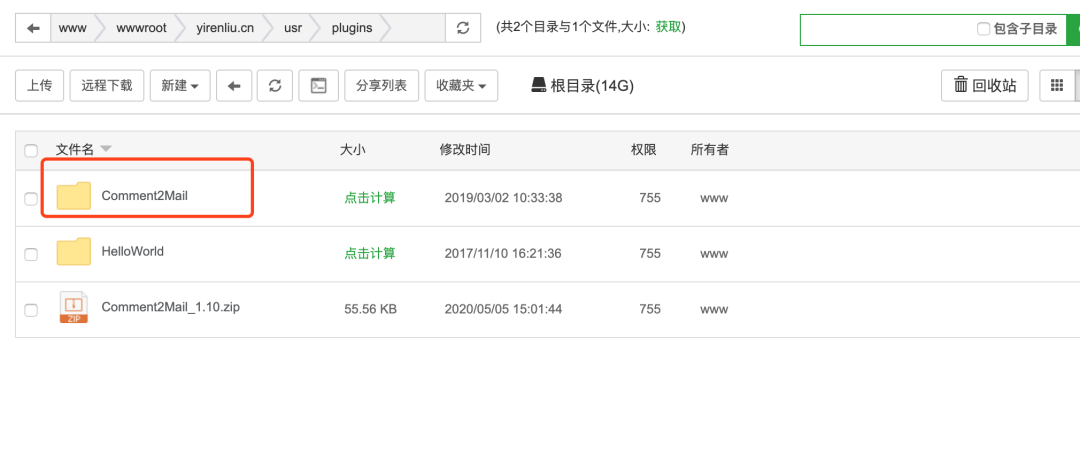 www wwwroot yirenliu.cn usr plugins (共2个目录与1个文件,大小: 获取) 包含子目录
上传 远程下载 新建 分享列表 收藏夹 根目录(14G) 回收站
文件名 大小 修改时间 权限 所有者
Comment2Mail 点击计算 2019/03/02 10:33:38 755 www
HelloWorld 点击计算 2017/11/10 16:21:36 755 www
ZIP Comment2Mail_1.10.zip 55.56 KB 2020/05/05 15:01:44 755 www